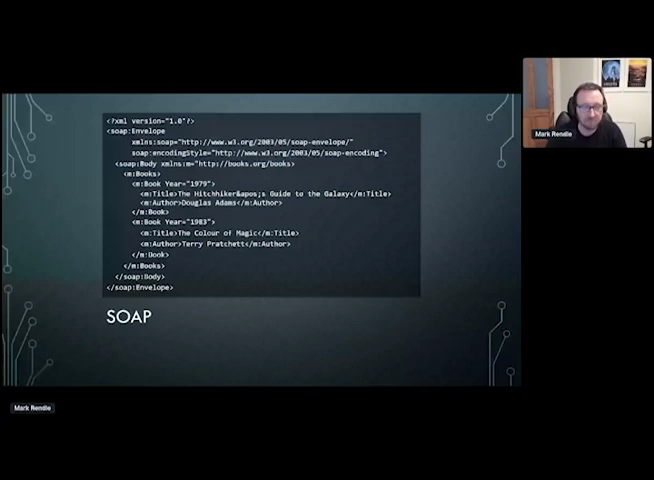 <?xml version="1.0"?>
<soap:Envelope
xmlns:soap="http://www.w3.org/2003/05/soap-envelope/"
soap:encodingStyle="http://www.w3.org/2003/05/soap-encoding">
<soap:Body xmlns:m="http://books.org/books>
<m:Books>
<m:Book Year="1979">
<m:Title>The Hitchhiker&apos;s Guide to the Galaxy</m:Title>
<m:Author>Douglas Adams</m:Author>
</m:Book>
<m:Book Year="1983">
<m:Title>The Colour of Magic</m:Title>
<m:Author>Terry Pratchett</m:Author>
</m:Book>
</m:Books>
</soap:Body>
</soap:Envelope>
SOAP
Mark Rendle
Mark Rendle